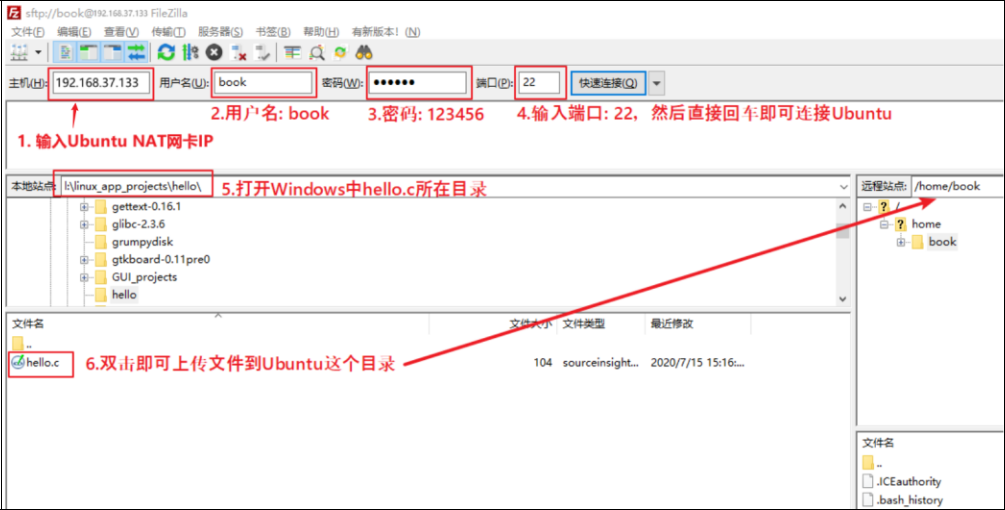 sftp://book@192.168.37.133 FileZilla
文件(F) 编辑(E) 查看(V) 传输(T) 服务器(S) 书签(B) 帮助(H) 有新版本! (N)
主机(H): 192.168.37.133 用户名(U): book 密码(W): ●●●●●● 端口(P): 22 快速连接(Q)
2.用户名: book 3.密码: 123456 4.输入端口: 22，然后直接回车即可连接Ubuntu
1. 输入Ubuntu NAT网卡IP
本地站点: I:\linux_app_projects\hello\ 5.打开Windows中hello.c所在目录 远程站点: /home/book
gettext-0.16.1 ? /
glibc-2.3.6 ? home
grumpydisk book
gtkboard-0.11pre0
GUI_projects
hello
文件名 文件大小 文件类型 最近修改
..
hello.c 6.双击即可上传文件到Ubuntu这个目录 104 sourceinsight... 2020/7/15 15:16:...
文件名
..
.ICEauthority
.bash_history